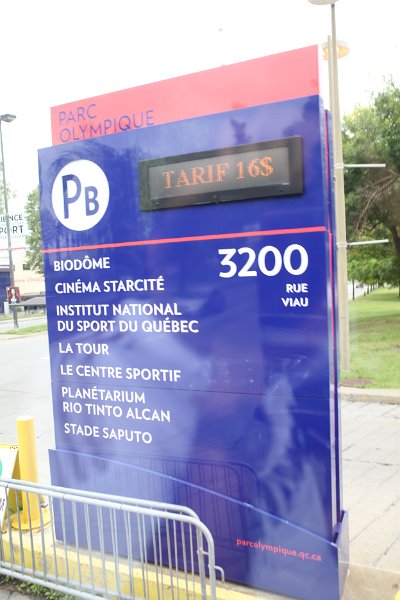 PARC
OLYMPIQUE
PB
TARIF 16$
3200
RUE
VIAU
BIODÔME
CINÉMA STARCITÉ
INSTITUT NATIONAL
DU SPORT DU QUÉBEC
LA TOUR
LE CENTRE SPORTIF
PLANÉTARIUM
RIO TINTO ALCAN
STADE SAPUTO
parcolympique.qc.ca